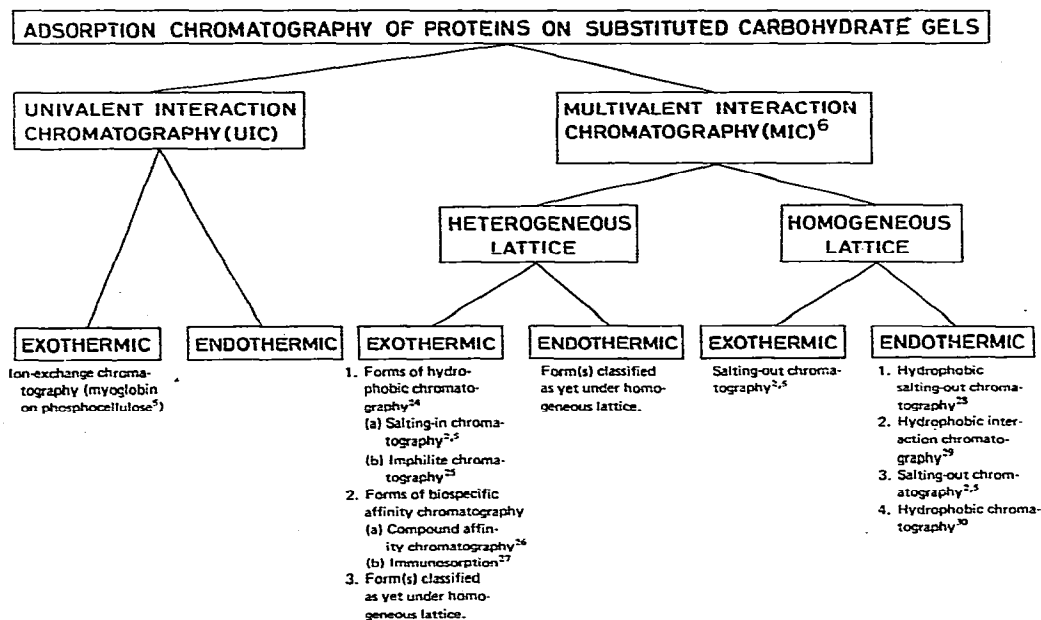 ADSORPTION CHROMATOGRAPHY OF PROTEINS ON SUBSTITUTED CARBOHYDRATE GELS
UNIVALENT INTERACTION
CHROMATOGRAPHY (UIC)
MULTIVALENT INTERACTION
CHROMATOGRAPHY (MIC)⁶
HETEROGENEOUS
LATTICE
HOMOGENEOUS
LATTICE
EXOTHERMIC
Ion-exchange chroma-
tography (myoglobin
on phosphocellulose⁵)
ENDOTHERMIC
EXOTHERMIC
1. Forms of hydro-
phobic chromato-
graphy²⁴
(a) Salting-in chroma-
tography²,⁵
(b) Imphilite chroma-
tography²⁵
2. Forms of biospecific
affinity chromatography
(a) Compound affin-
ity chromatography²⁶
(b) Immunosorption²⁷
3. Form(s) classified
as yet under homo-
geneous lattice.
ENDOTHERMIC
Form(s) classified
as yet under homo-
geneous lattice.
EXOTHERMIC
Salting-out chroma-
tography²,⁵
ENDOTHERMIC
1. Hydrophobic
salting-out chroma-
tography²⁸
2. Hydrophobic inter-
action chromato-
graphy²⁹
3. Salting-out chrom-
atography²,⁵
4. Hydrophobic chroma-
tography³⁰